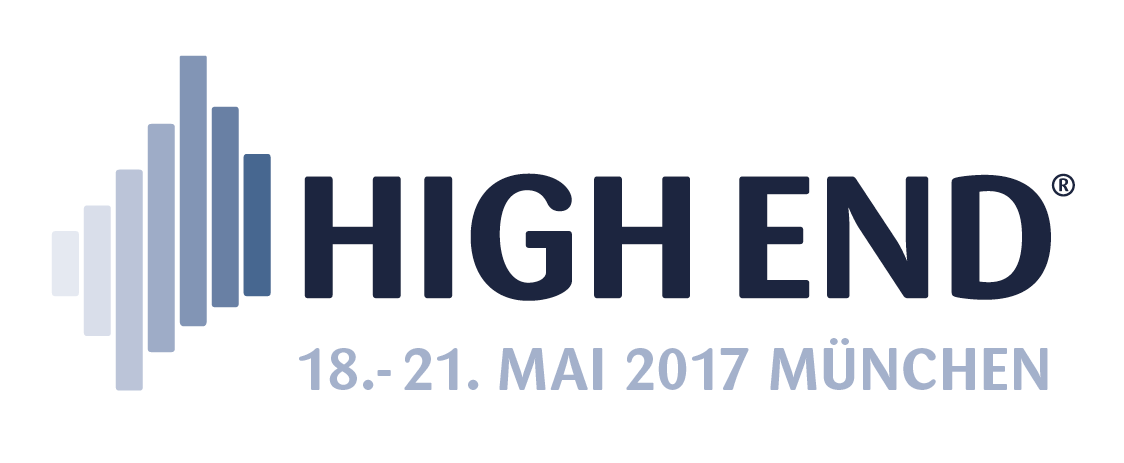 HIGH END®
18.-21. MAI 2017 MÜNCHEN